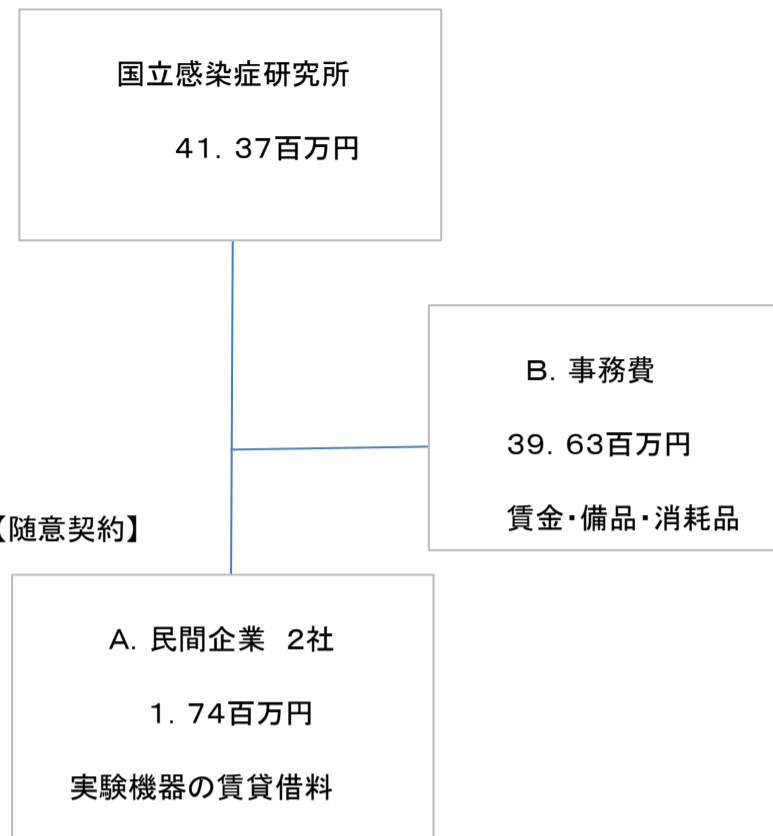 国立感染症研究所
41．37百万円
B．事務費
39．63百万円
賃金・備品・消耗品
【随意契約】
A．民間企業　2社
1．74百万円
実験機器の賃貸借料